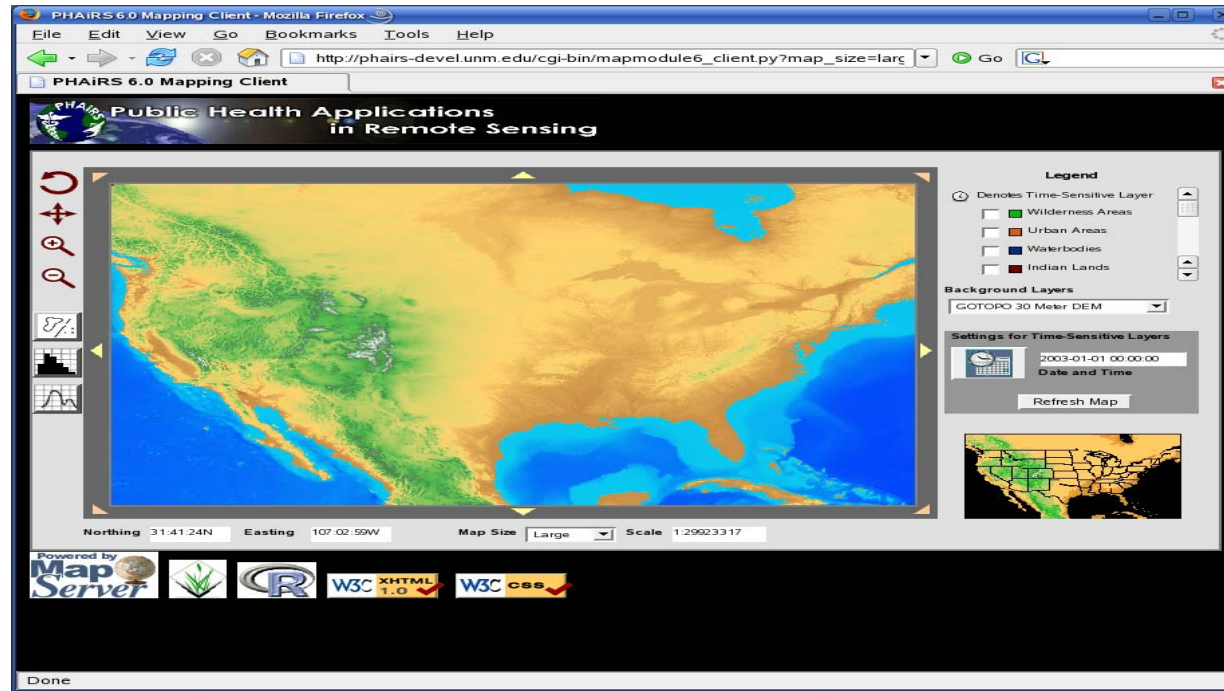 PHAiRS 6.0 Mapping Client - Mozilla Firefox
File Edit View Go Bookmarks Tools Help
http://phairs-devel.unm.edu/cgi-bin/mapmodule6_client.py?map_size=larg Go G
PHAiRS 6.0 Mapping Client
PHAiRS Public Health Applications
in Remote Sensing
Legend
Denotes Time-Sensitive Layer
Wilderness Areas
Urban Areas
Waterbodies
Indian Lands
Background Layers
GOTOPO 30 Meter DEM
Settings for Time-Sensitive Layers
2003-01-01 00:00:00
Date and Time
Refresh Map
Northing 31:41:24N Easting 107:02:59W Map Size Large Scale 1:29923317
Powered by
Map
Server
R
W3C XHTML 1.0
W3C css
Done